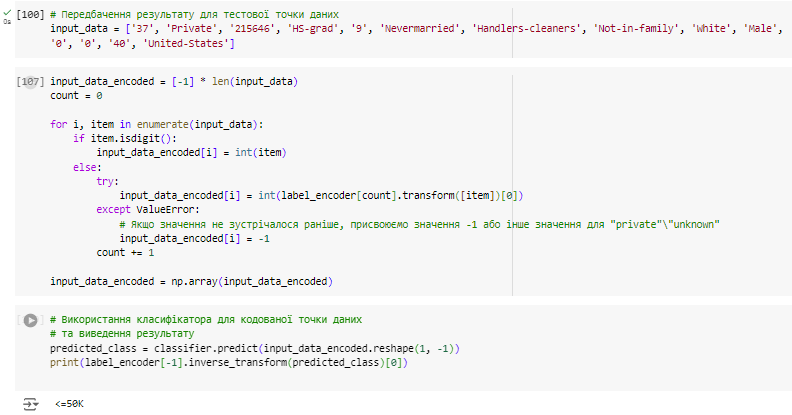 [100] # Передбачення результату для тестової точки даних
0s input_data = ['37', 'Private', '215646', 'HS-grad', '9', 'Nevermarried', 'Handlers-cleaners', 'Not-in-family', 'White', 'Male',
'0', '0', '40', 'United-States']
[107] input_data_encoded = [-1] * len(input_data)
count = 0
for i, item in enumerate(input_data):
if item.isdigit():
input_data_encoded[i] = int(item)
else:
try:
input_data_encoded[i] = int(label_encoder[count].transform([item])[0])
except ValueError:
# Якщо значення не зустрічалося раніше, присвоюємо значення -1 або інше значення для "private"\"unknown"
input_data_encoded[i] = -1
count += 1
input_data_encoded = np.array(input_data_encoded)
# Використання класифікатора для кодованої точки даних
# та виведення результату
predicted_class = classifier.predict(input_data_encoded.reshape(1, -1))
print(label_encoder[-1].inverse_transform(predicted_class)[0])
<=50K